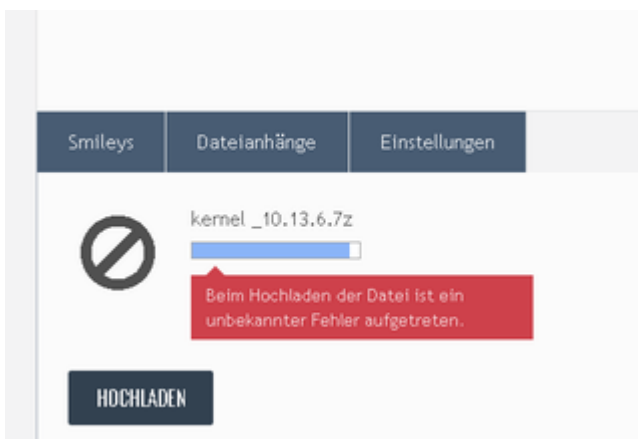 Smileys
Dateianhänge
Einstellungen
kernel _10.13.6.7z
Beim Hochladen der Datei ist ein
unbekannter Fehler aufgetreten.
HOCHLADEN